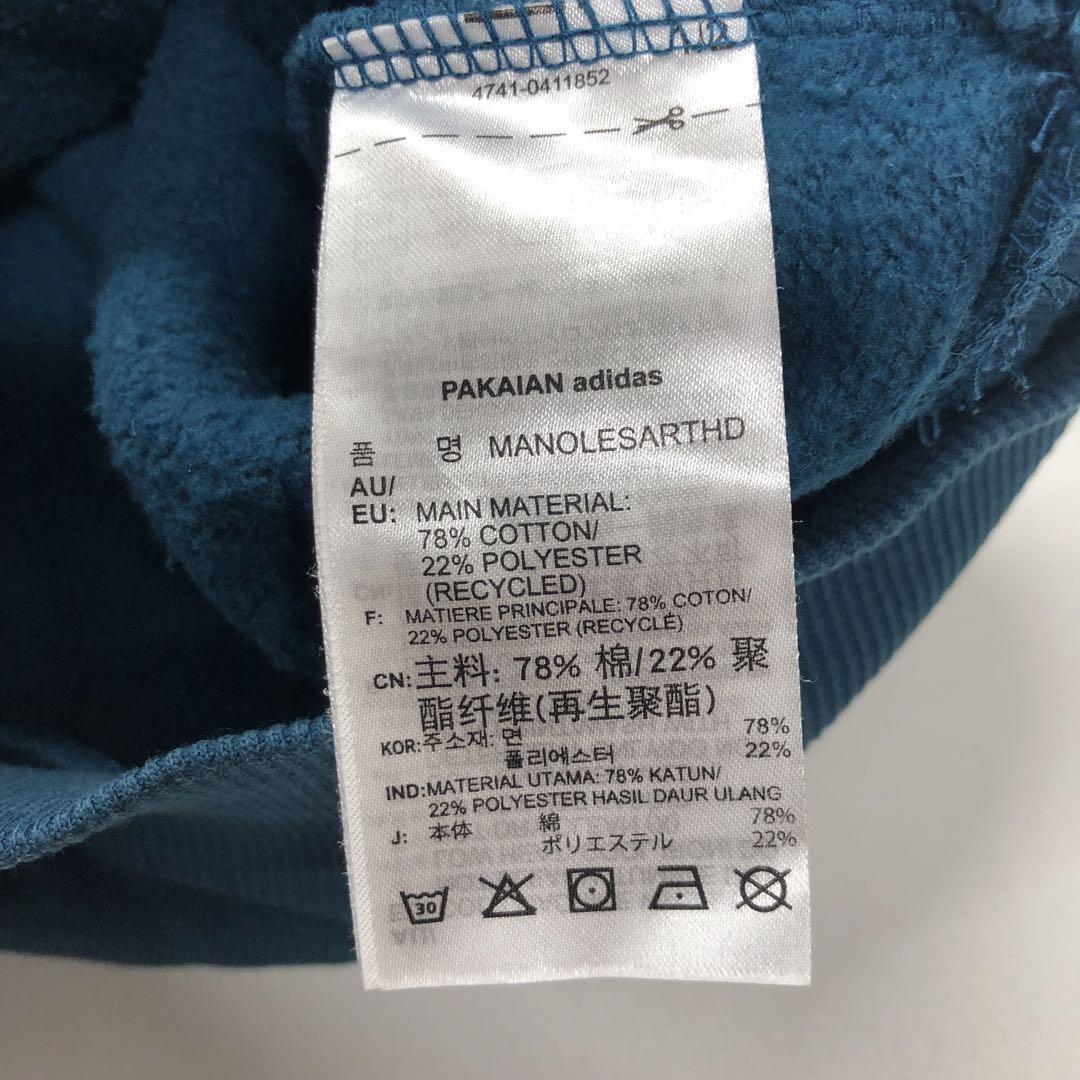 4741-0411852
PAKAIAN adidas
품 명 MANOLESARTHD
AU/
EU: MAIN MATERIAL:
78% COTTON/
22% POLYESTER
(RECYCLED)
F: MATIERE PRINCIPALE: 78% COTON/
22% POLYESTER (RECYCLÉ)
CN:主料: 78% 棉/22% 聚
酯纤维(再生聚酯)
KOR:주소재: 면 78%
폴리에스터 22%
IND:MATERIAL UTAMA: 78% KATUN/
22% POLYESTER HASIL DAUR ULANG
J: 本体 綿 78%
ポリエステル 22%
30